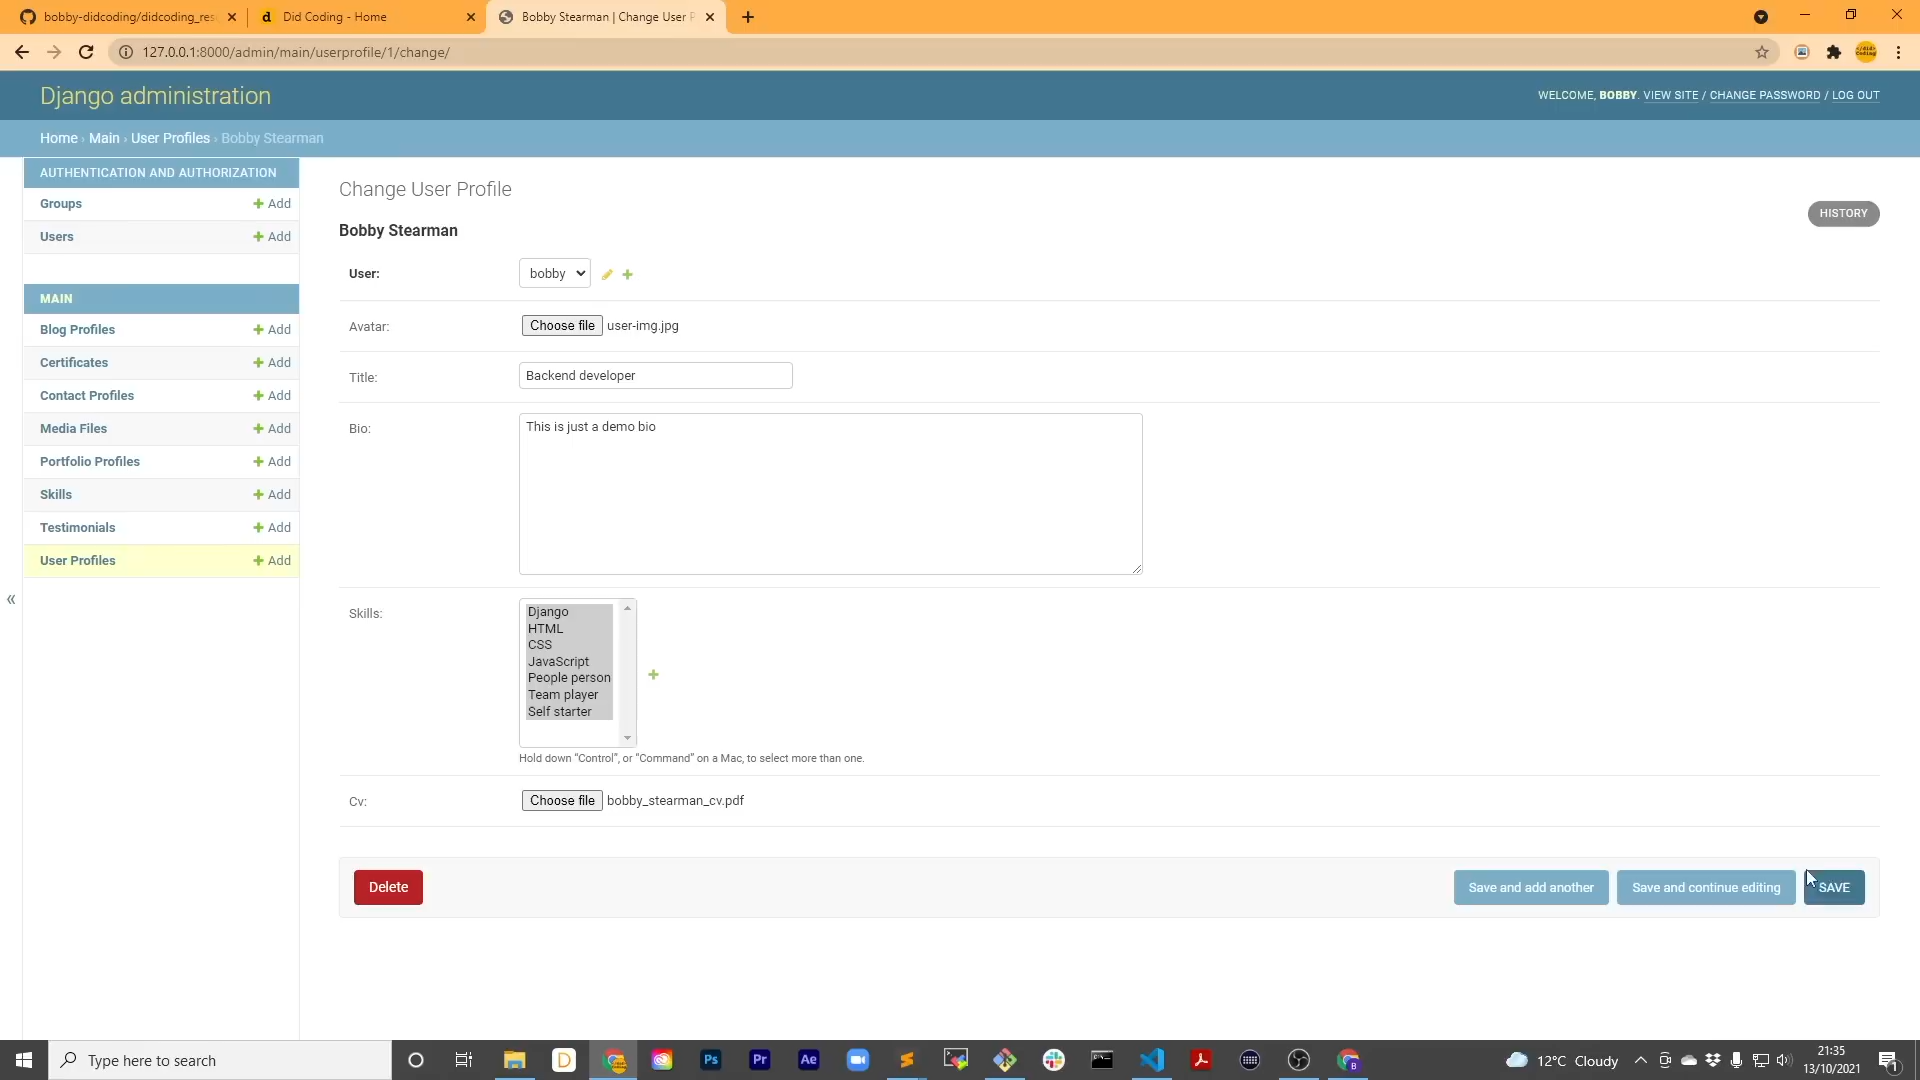 bobby-didcoding/didcoding_res
Did Coding - Home
Bobby Stearman | Change User P
127.0.0.1:8000/admin/main/userprofile/1/change/
Django administration
WELCOME, BOBBY. VIEW SITE / CHANGE PASSWORD / LOG OUT
Home › Main › User Profiles › Bobby Stearman
AUTHENTICATION AND AUTHORIZATION
Groups + Add
Users + Add
MAIN
Blog Profiles + Add
Certificates + Add
Contact Profiles + Add
Media Files + Add
Portfolio Profiles + Add
Skills + Add
Testimonials + Add
User Profiles + Add
«
Change User Profile
HISTORY
Bobby Stearman
User: bobby
Avatar: Choose file user-img.jpg
Title: Backend developer
Bio: This is just a demo bio
Skills:
Django
HTML
CSS
JavaScript
People person
Team player
Self starter
Hold down “Control”, or “Command” on a Mac, to select more than one.
Cv: Choose file bobby_stearman_cv.pdf
Delete
Save and add another
Save and continue editing
SAVE
Type here to search
D
Ps
Pr
Ae
B
12°C Cloudy
21:35
13/10/2021
1